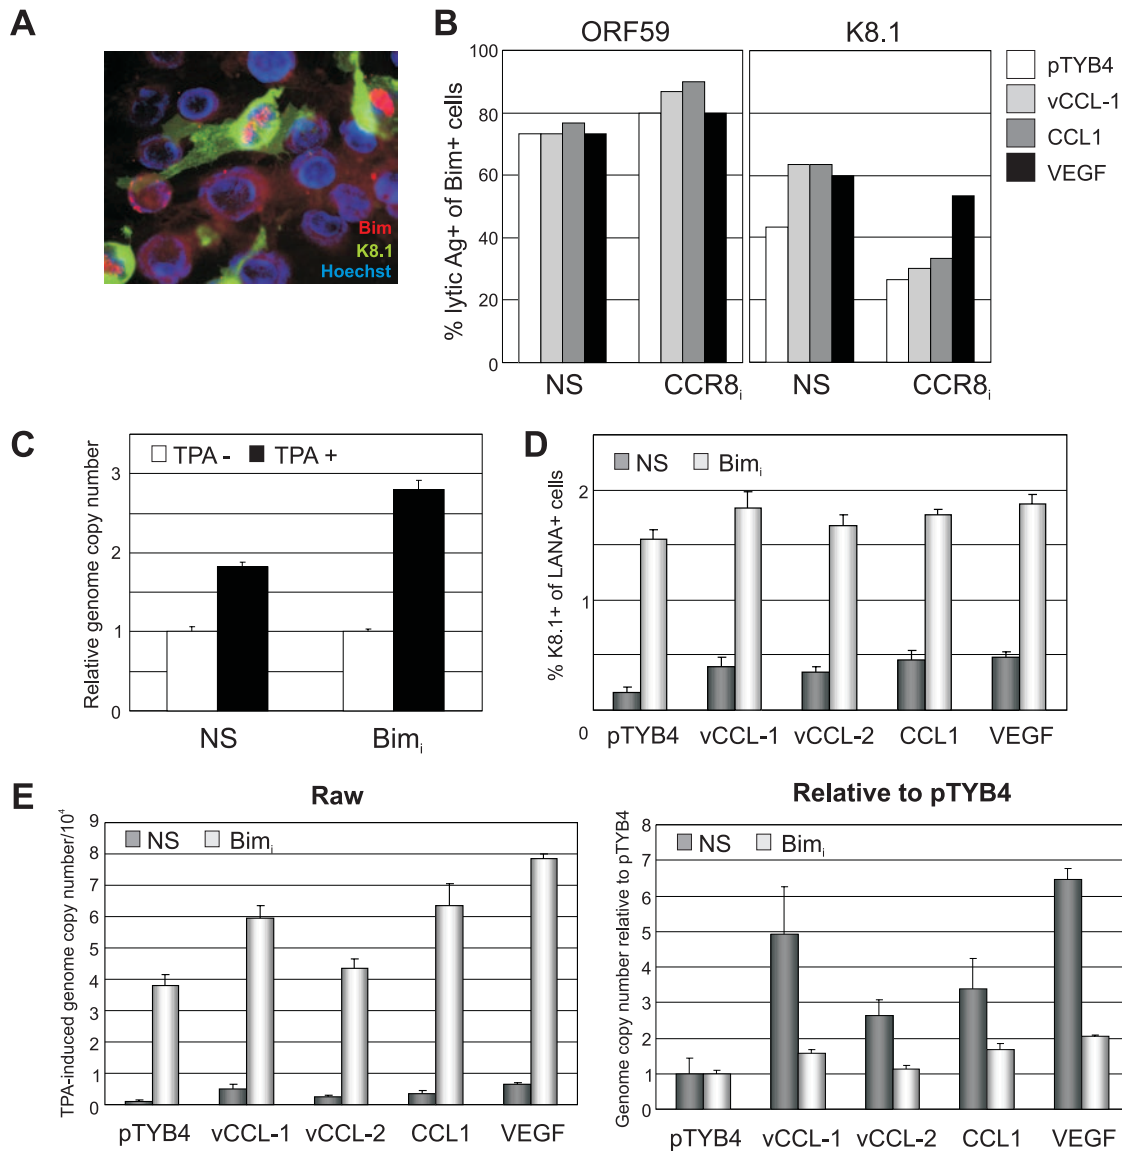 A
Bim
K8.1
Hoechst
B
ORF59
K8.1
% lytic Ag+ of Bim+ cells
100
80
60
40
20
0
NS
CCR8i
NS
CCR8i
pTYB4
vCCL-1
CCL1
VEGF
C
Relative genome copy number
TPA -
TPA +
3
2
1
0
NS
Bimi
D
% K8.1+ of LANA+ cells
NS
Bimi
2
1
0
pTYB4
vCCL-1
vCCL-2
CCL1
VEGF
E
Raw
TPA-induced genome copy number/10⁴
NS
Bimi
9
8
7
6
5
4
3
2
1
0
pTYB4
vCCL-1
vCCL-2
CCL1
VEGF
Relative to pTYB4
Genome copy number relative to pTYB4
NS
Bimi
8
7
6
5
4
3
2
1
0
pTYB4
vCCL-1
vCCL-2
CCL1
VEGF